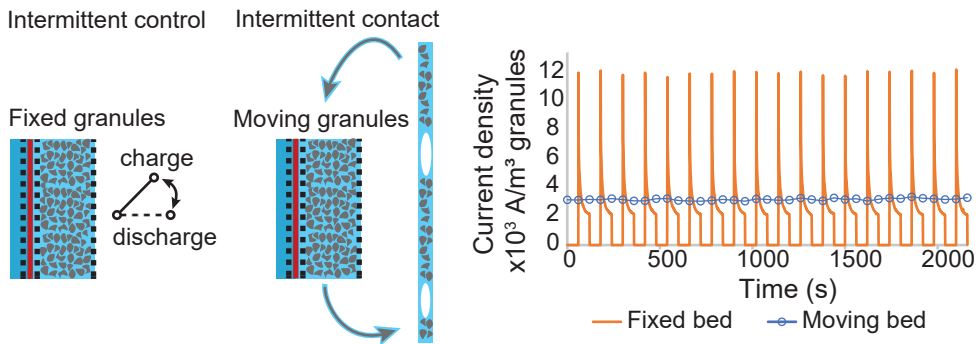 Intermittent control
Intermittent contact
Fixed granules
charge
discharge
Moving granules
Current density
x10³ A/m³ granules
12
10
8
6
4
2
0
0
500
1000
1500
2000
Time (s)
Fixed bed
Moving bed